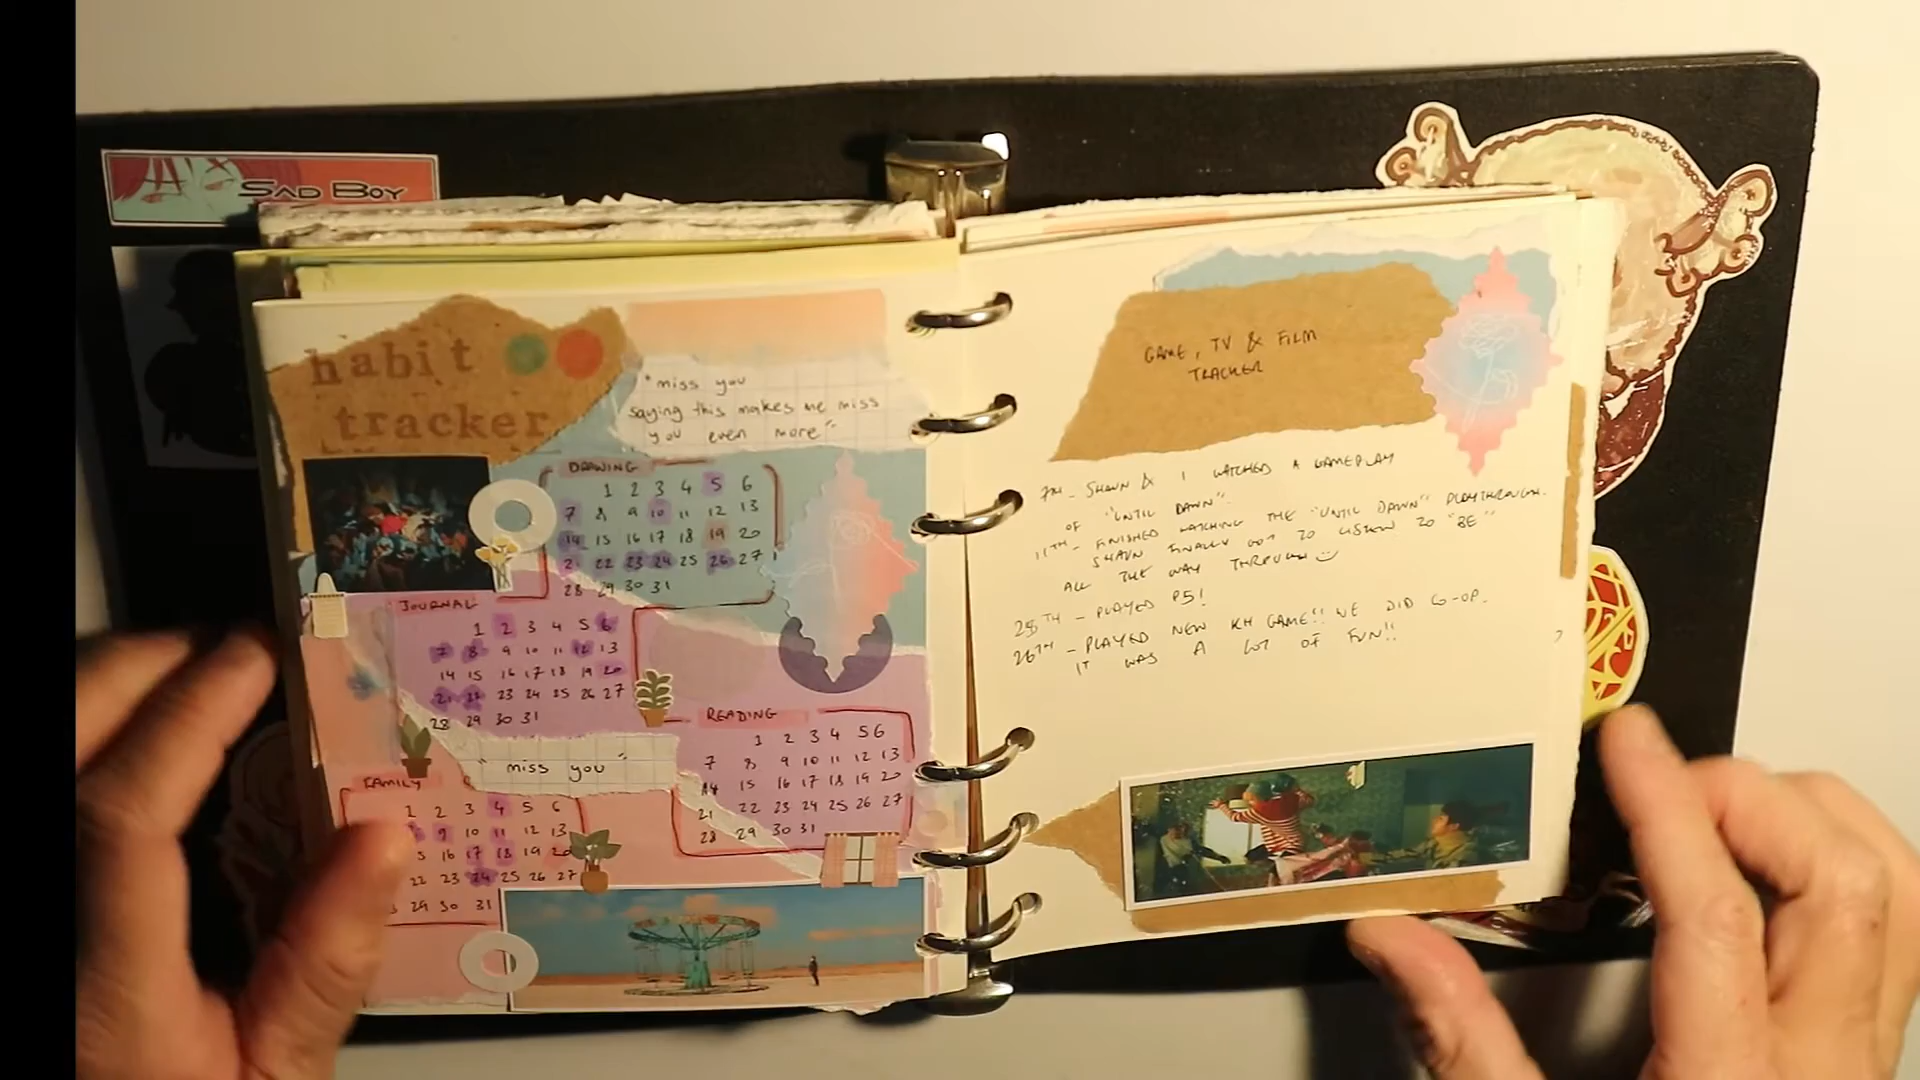 SAD BOY
habit
tracker
"miss you
saying this makes me miss
you even more"
DRAWING
1 2 3 4 5 6
7 8 9 10 11 12 13
14 15 16 17 18 19 20
21 22 23 24 25 26 27
28 29 30 31
JOURNAL
1 2 3 4 5 6
7 8 9 10 11 12 13
14 15 16 17 18 19 20
21 22 23 24 25 26 27
28 29 30 31
"miss you"
READING
1 2 3 4 5 6
7 8 9 10 11 12 13
14 15 16 17 18 19 20
21 22 23 24 25 26 27
28 29 30 31
FAMILY
1 2 3 4 5 6
9 10 11 12 13
16 17 18 19 20
22 23 24 25 26 27
29 30 31
GAME, TV & FILM
TRACKER
7TH - SHAWN & I WATCHED A GAMEPLAY
OF "UNTIL DAWN".
11TH - FINISHED WATCHING THE "UNTIL DAWN" PLAYTHROUGH.
SHAWN FINALLY GOT TO LISTEN TO "BE"
ALL THE WAY THROUGH
25TH - PLAYED P5!
26TH - PLAYED NEW KH GAME!! WE DID CO-OP.
IT WAS A LOT OF FUN!!